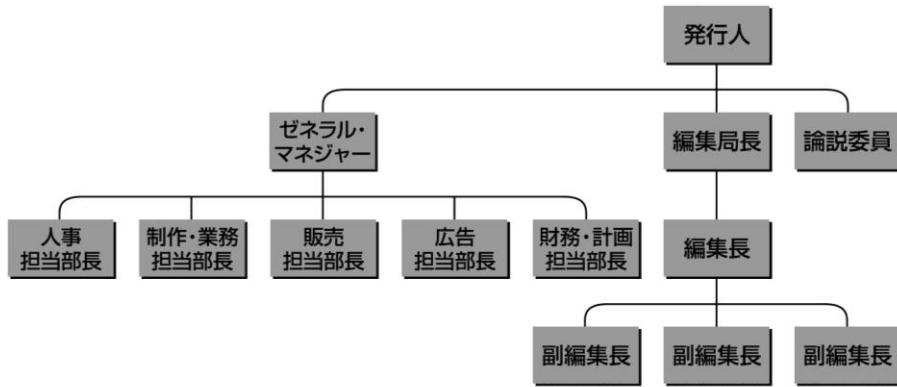 発行人
ゼネラル・
マネジャー
編集局長
論説委員
人事
担当部長
制作・業務
担当部長
販売
担当部長
広告
担当部長
財務・計画
担当部長
編集長
副編集長
副編集長
副編集長